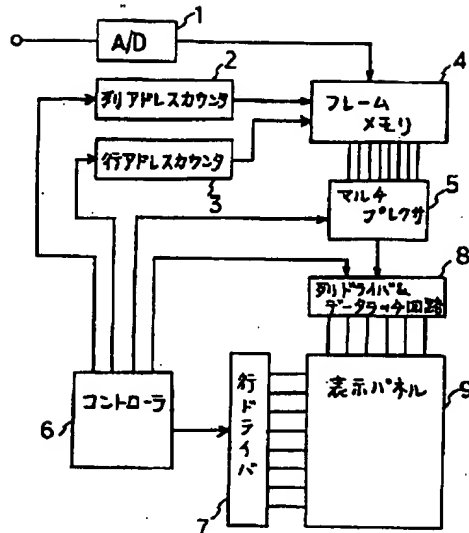 1
A/D
2
列アドレスカウンタ
4
フレーム
メモリ
行アドレスカウンタ
3
マルチ
プレクサ
5
8
列ドライバ&
データラッチ回路
コントローラ
6
行ドライバ
7
表示パネル
9